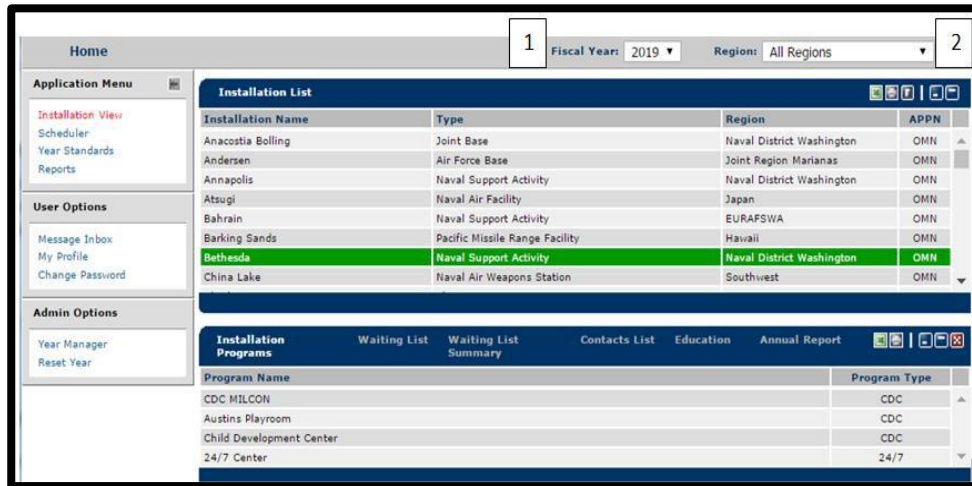 1 2
Home Fiscal Year: 2019 Region: All Regions
Application Menu
Installation View
Scheduler
Year Standards
Reports
User Options
Message Inbox
My Profile
Change Password
Admin Options
Year Manager
Reset Year
Installation List
Installation Name Type Region APPN
Anacostia Bolling Joint Base Naval District Washington OMN
Andersen Air Force Base Joint Region Marianas OMN
Annapolis Naval Support Activity Naval District Washington OMN
Atsugi Naval Air Facility Japan OMN
Bahrain Naval Support Activity EURAFSWA OMN
Barking Sands Pacific Missile Range Facility Hawaii OMN
Bethesda Naval Support Activity Naval District Washington OMN
China Lake Naval Air Weapons Station Southwest OMN
Installation Programs Waiting List Waiting List Summary Contacts List Education Annual Report
Program Name Program Type
CDC MILCON CDC
Austins Playroom CDC
Child Development Center CDC
24/7 Center 24/7